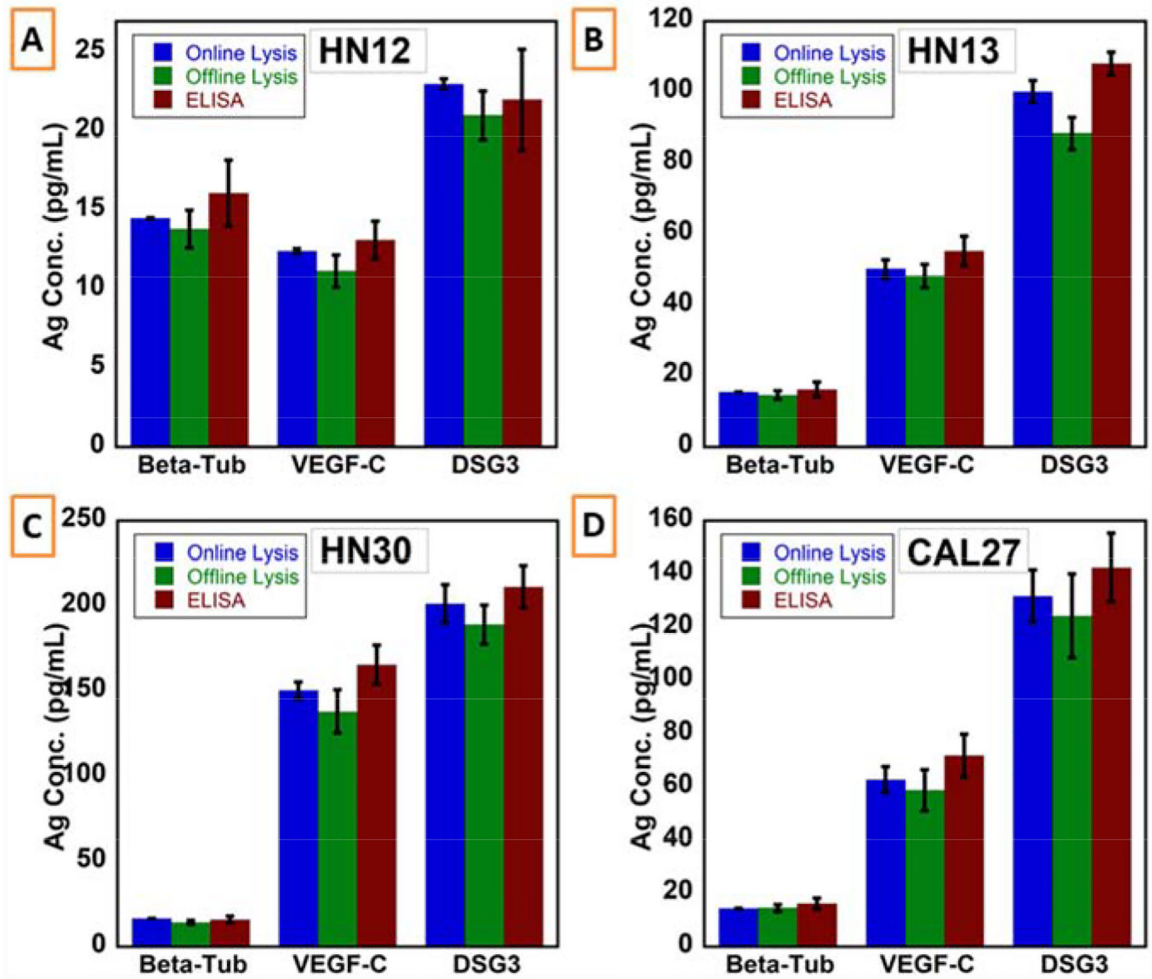 A
HN12
Online Lysis
Offline Lysis
ELISA
Ag Conc. (pg/mL)
25
20
15
10
5
0
Beta-Tub VEGF-C DSG3
B
HN13
Online Lysis
Offline Lysis
ELISA
Ag Conc. (pg/mL)
120
100
80
60
40
20
0
Beta-Tub VEGF-C DSG3
C
HN30
Online Lysis
Offline Lysis
ELISA
Ag Conc. (pg/mL)
250
200
150
100
50
0
Beta-Tub VEGF-C DSG3
D
CAL27
Online Lysis
Offline Lysis
ELISA
Ag Conc. (pg/mL)
160
140
120
100
80
60
40
20
0
Beta-Tub VEGF-C DSG3